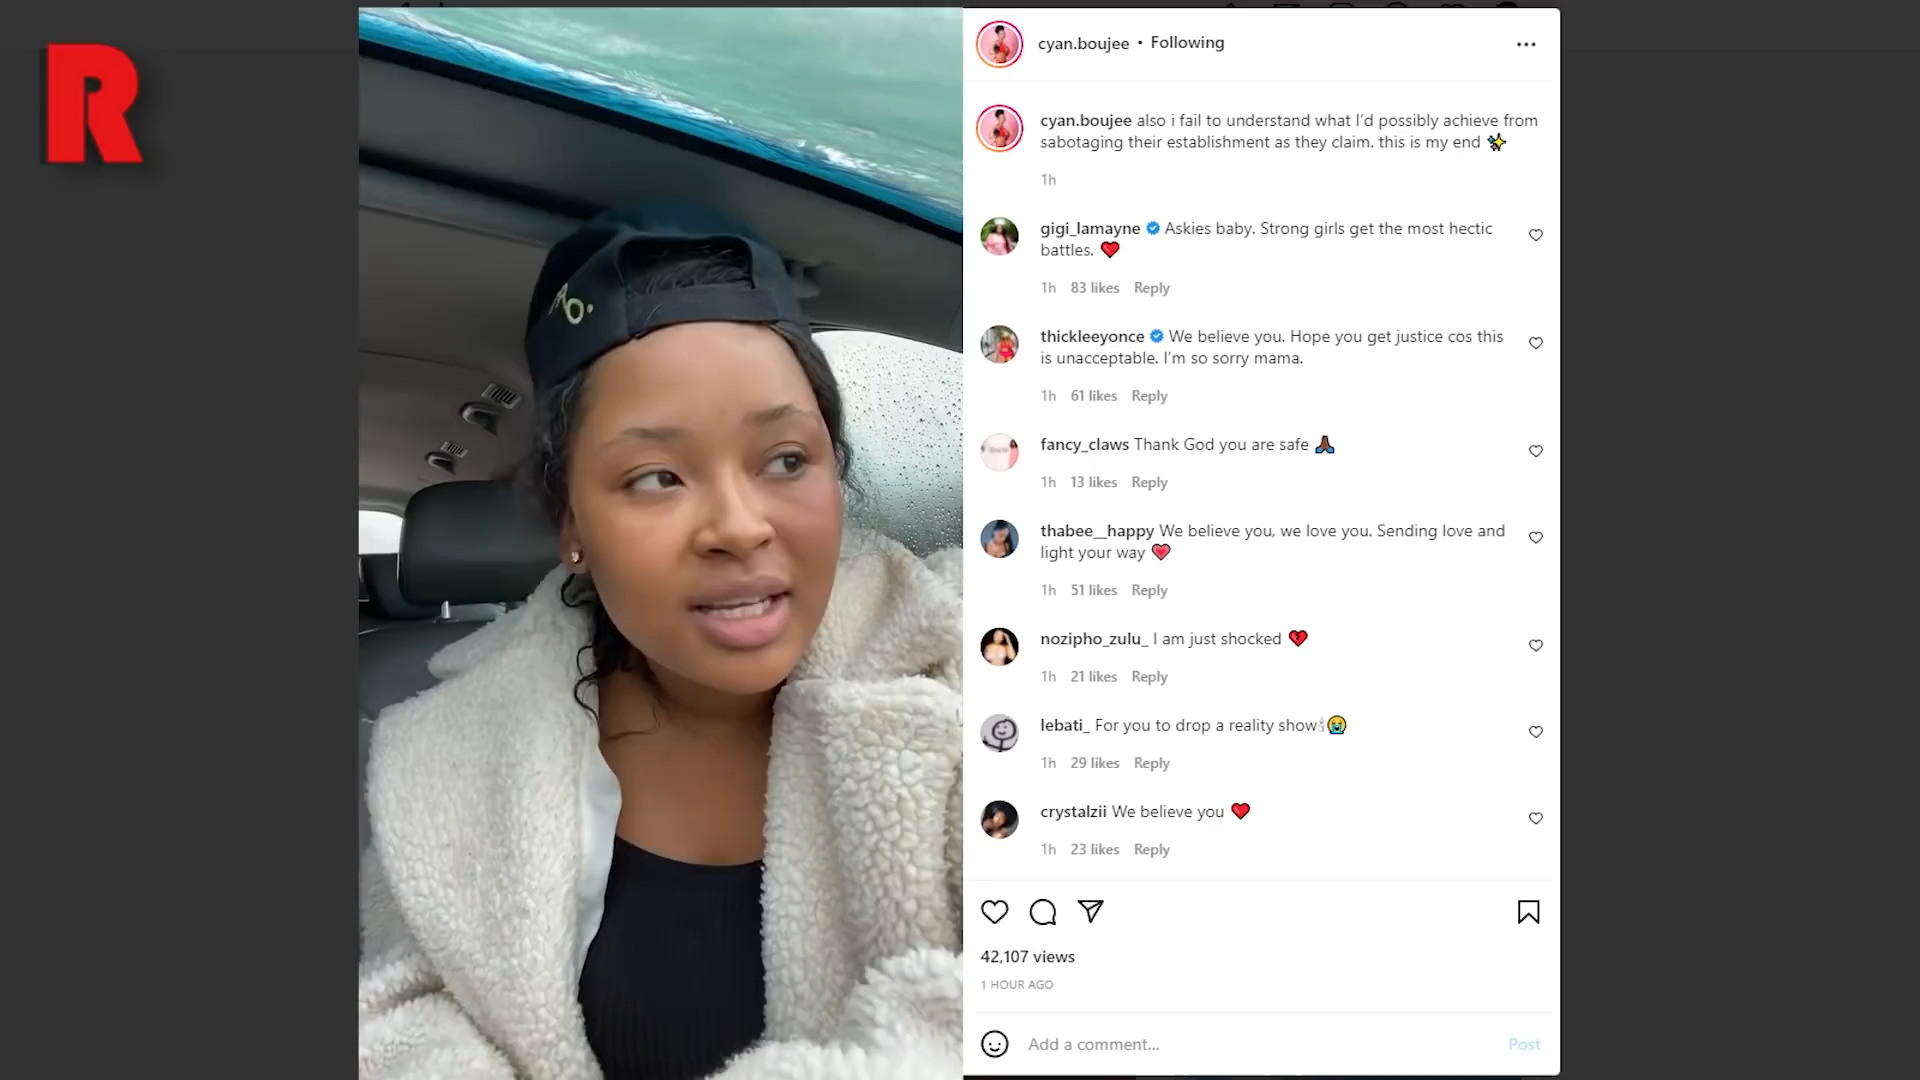 R
cyan.boujee • Following
cyan.boujee also i fail to understand what I'd possibly achieve from
sabotaging their establishment as they claim. this is my end ✨
1h
gigi_lamayne Askies baby. Strong girls get the most hectic
battles. ❤️
1h 83 likes Reply
thickleeyonce We believe you. Hope you get justice cos this
is unacceptable. I'm so sorry mama.
1h 61 likes Reply
fancy_claws Thank God you are safe 🙏🏾
1h 13 likes Reply
thabee__happy We believe you, we love you. Sending love and
light your way 💗
1h 51 likes Reply
nozipho_zulu_ I am just shocked 💔
1h 21 likes Reply
lebati_ For you to drop a reality show🕯😭
1h 29 likes Reply
crystalzii We believe you ❤️
1h 23 likes Reply
42,107 views
1 HOUR AGO
Add a comment...
Post